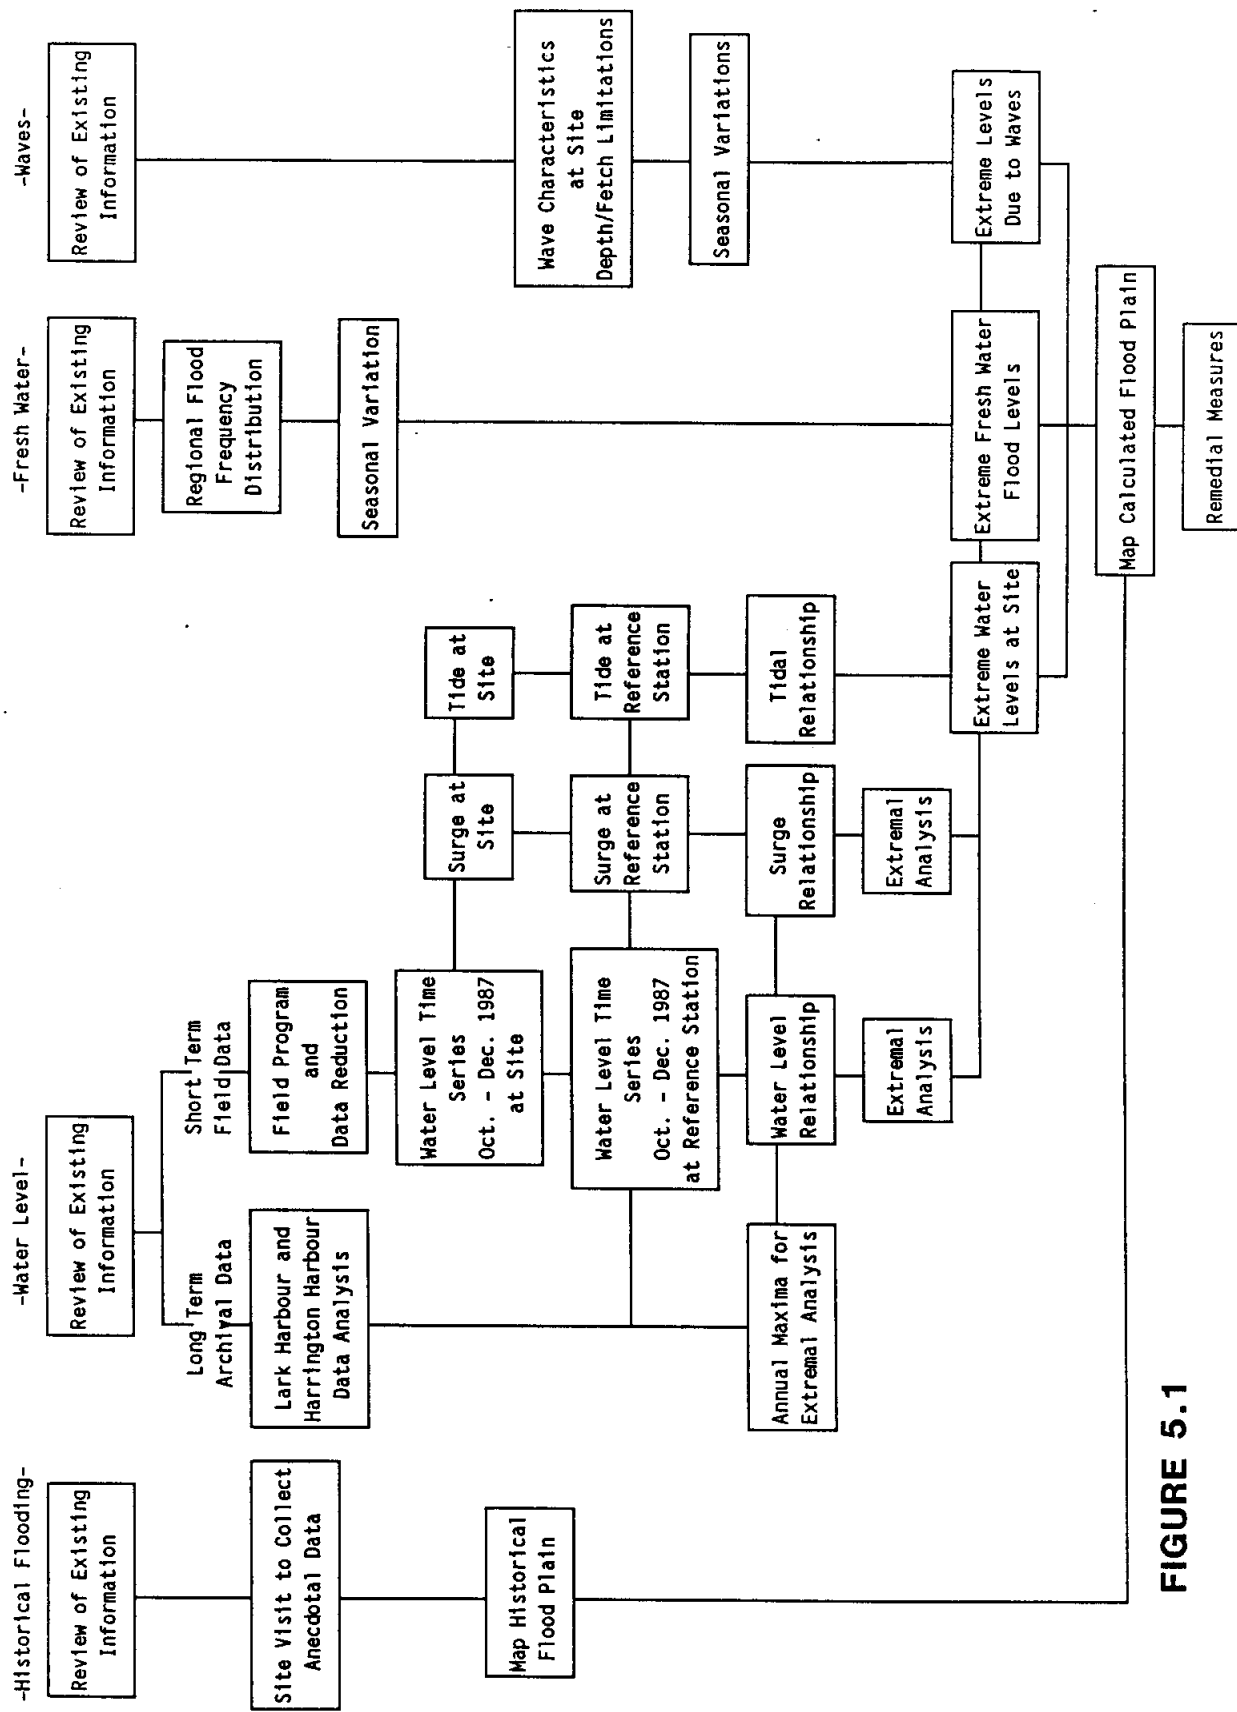 -Historical Flooding-
Review of Existing
Information
Site Visit to Collect
Anecdotal Data
Map Historical
Flood Plain
-Water Level-
Review of Existing
Information
Long Term
Archival Data
Short Term
Field Data
Lark Harbour and
Harrington Harbour
Data Analysis
Field Program
and
Data Reduction
Water Level Time
Series
Oct. - Dec. 1987
at Site
Surge at
Site
Tide at
Site
Water Level Time
Series
Oct. - Dec. 1987
at Reference Station
Surge at
Reference
Station
Tide at
Reference
Station
Annual Maxima for
Extremal Analysis
Water Level
Relationship
Surge
Relationship
Tidal
Relationship
Extremal
Analysis
Extremal
Analysis
Extreme Water
Levels at Site
-Fresh Water-
Review of Existing
Information
Regional Flood
Frequency
Distribution
Seasonal Variation
Extreme Fresh Water
Flood Levels
-Waves-
Review of Existing
Information
Wave Characteristics
at Site
Depth/Fetch Limitations
Seasonal Variations
Extreme Levels
Due to Waves
Map Calculated Flood Plain
Remedial Measures
FIGURE 5.1